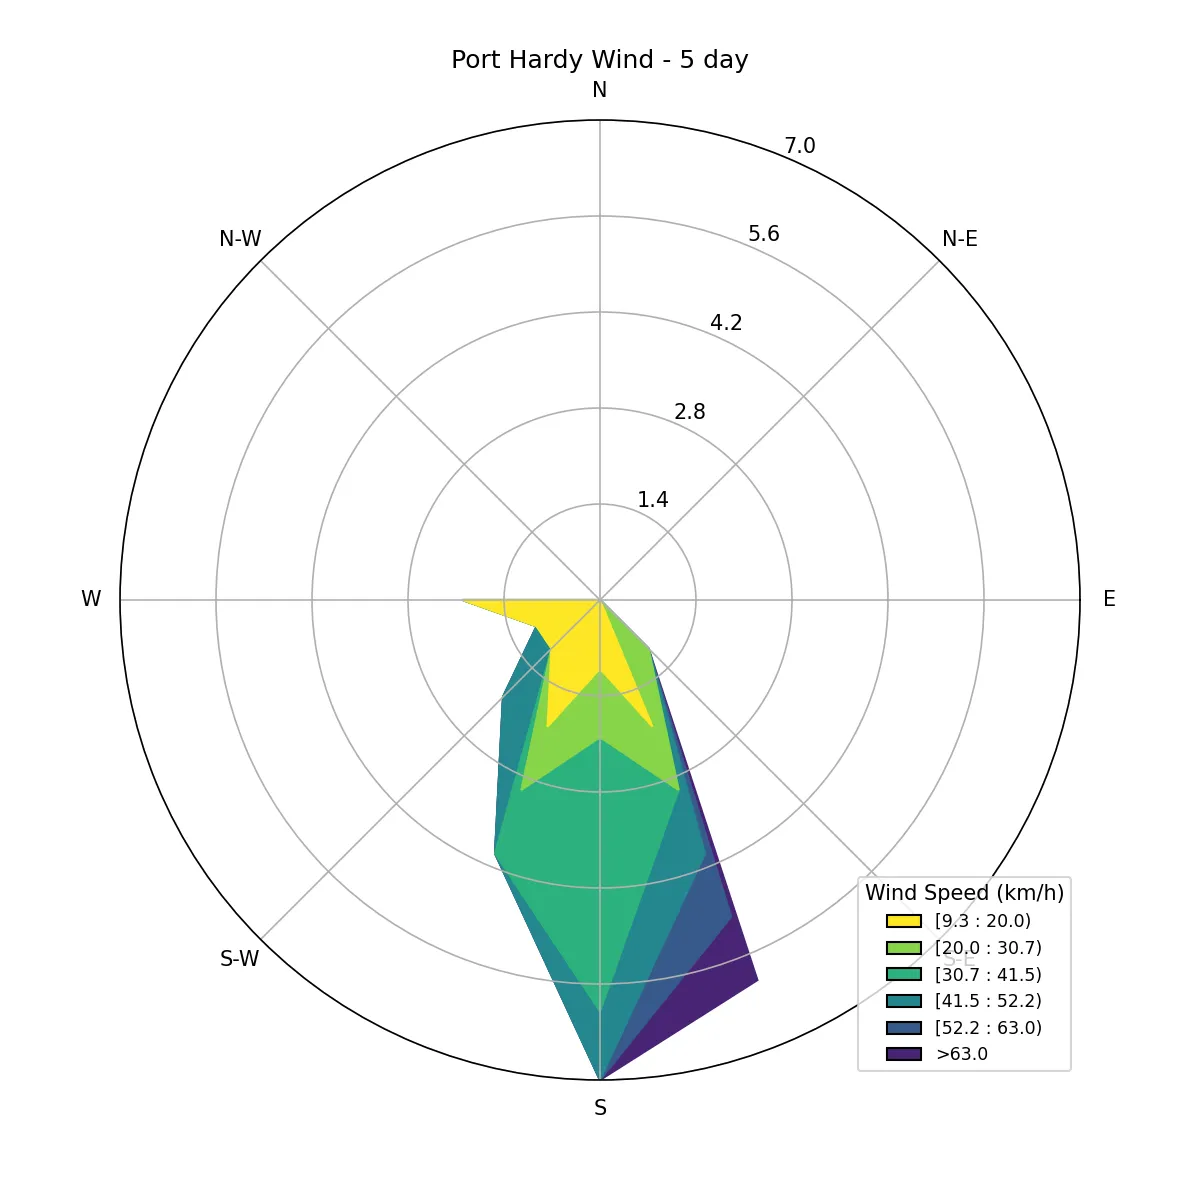 Port Hardy Wind - 5 day
N
7.0
5.6
N-W
N-E
4.2
2.8
1.4
W
E
S-W
S-E
S
Wind Speed (km/h)
[9.3 : 20.0)
[20.0 : 30.7)
[30.7 : 41.5)
[41.5 : 52.2)
[52.2 : 63.0)
>63.0